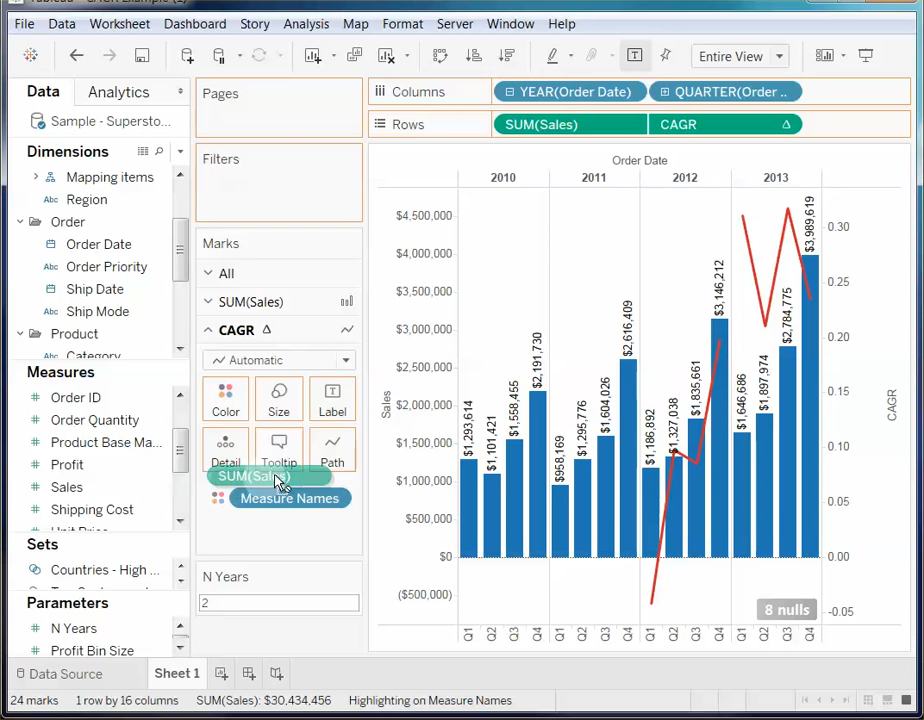 Tableau - CAGR Example (1)
File Data Worksheet Dashboard Story Analysis Map Format Server Window Help
Entire View
Data Analytics
Sample - Supersto...
Dimensions
Mapping items
Abc Region
Order
Order Date
Abc Order Priority
Ship Date
Abc Ship Mode
Product
Category
Measures
Order ID
Order Quantity
Product Base Ma...
Profit
Sales
Shipping Cost
Sets
Countries - High ...
Parameters
N Years
Profit Bin Size
Pages
Filters
Marks
All
SUM(Sales)
CAGR Δ
Automatic
Color Size Label
Detail Tooltip Path
SUM(Sales)
Measure Names
N Years
2
Columns YEAR(Order Date) QUARTER(Order ..
Rows SUM(Sales) CAGR Δ
Order Date
2010 2011 2012 2013
Sales
$4,500,000
$4,000,000
$3,500,000
$3,000,000
$2,500,000
$2,000,000
$1,500,000
$1,000,000
$500,000
$0
($500,000)
$1,293,614
$1,101,421
$1,558,455
$2,191,730
$958,169
$1,295,776
$1,604,026
$2,616,409
$1,186,892
$1,327,038
$1,835,661
$3,146,212
$1,646,686
$1,897,974
$2,784,775
$3,989,619
0.30
0.25
0.20
0.15
0.10
0.05
0.00
-0.05
CAGR
8 nulls
Q1 Q2 Q3 Q4 Q1 Q2 Q3 Q4 Q1 Q2 Q3 Q4 Q1 Q2 Q3 Q4
Data Source Sheet 1
24 marks 1 row by 16 columns SUM(Sales): $30,434,456 Highlighting on Measure Names